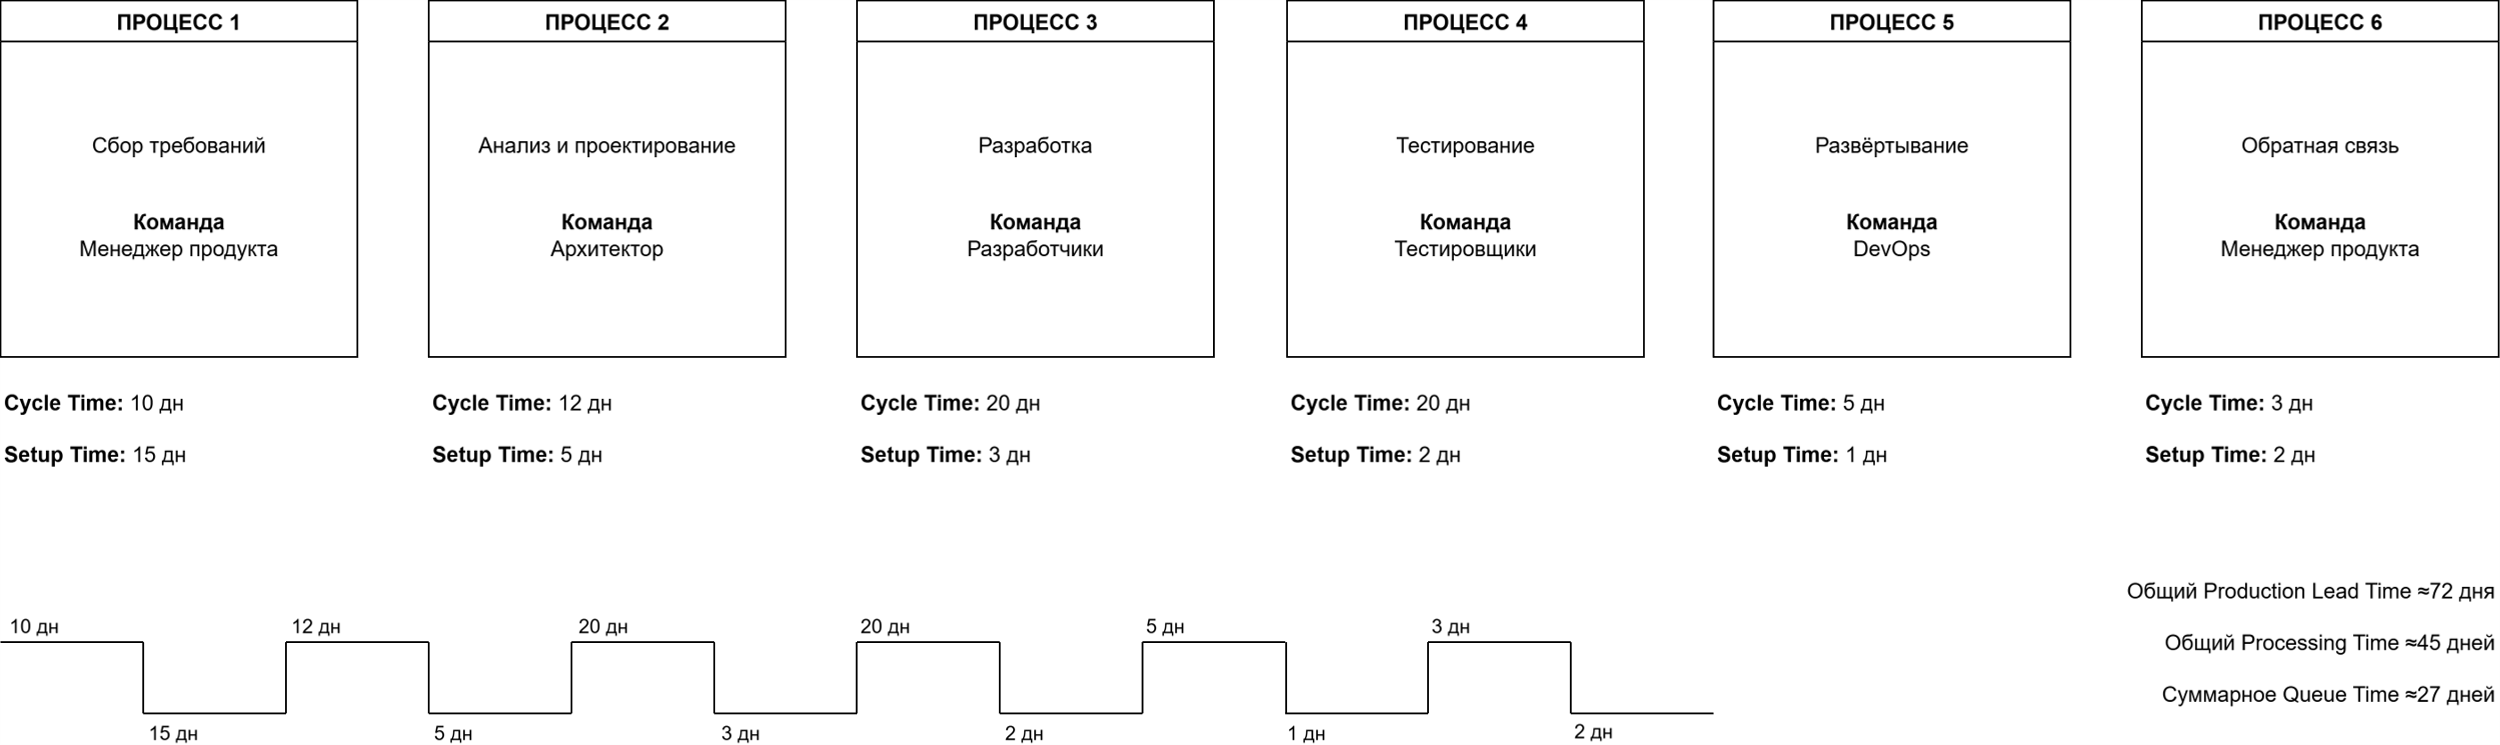 ПРОЦЕСС 1
Сбор требований
Команда
Менеджер продукта
Cycle Time: 10 дн
Setup Time: 15 дн
ПРОЦЕСС 2
Анализ и проектирование
Команда
Архитектор
Cycle Time: 12 дн
Setup Time: 5 дн
ПРОЦЕСС 3
Разработка
Команда
Разработчики
Cycle Time: 20 дн
Setup Time: 3 дн
ПРОЦЕСС 4
Тестирование
Команда
Тестировщики
Cycle Time: 20 дн
Setup Time: 2 дн
ПРОЦЕСС 5
Развёртывание
Команда
DevOps
Cycle Time: 5 дн
Setup Time: 1 дн
ПРОЦЕСС 6
Обратная связь
Команда
Менеджер продукта
Cycle Time: 3 дн
Setup Time: 2 дн
10 дн
15 дн
12 дн
5 дн
20 дн
3 дн
20 дн
2 дн
5 дн
1 дн
3 дн
2 дн
Общий Production Lead Time ≈72 дня
Общий Processing Time ≈45 дней
Суммарное Queue Time ≈27 дней